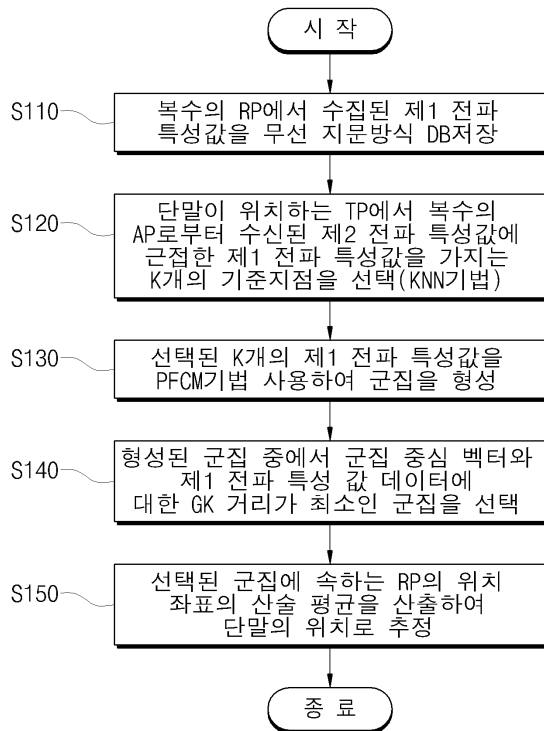 시 작
S110
복수의 RP에서 수집된 제1 전파
특성값을 무선 지문방식 DB저장
S120
단말이 위치하는 TP에서 복수의
AP로부터 수신된 제2 전파 특성값에
근접한 제1 전파 특성값을 가지는
K개의 기준지점을 선택(KNN기법)
S130
선택된 K개의 제1 전파 특성값을
PFCM기법 사용하여 군집을 형성
S140
형성된 군집 중에서 군집 중심 벡터와
제1 전파 특성 값 데이터에
대한 GK 거리가 최소인 군집을 선택
S150
선택된 군집에 속하는 RP의 위치
좌표의 산술 평균을 산출하여
단말의 위치로 추정
종 료